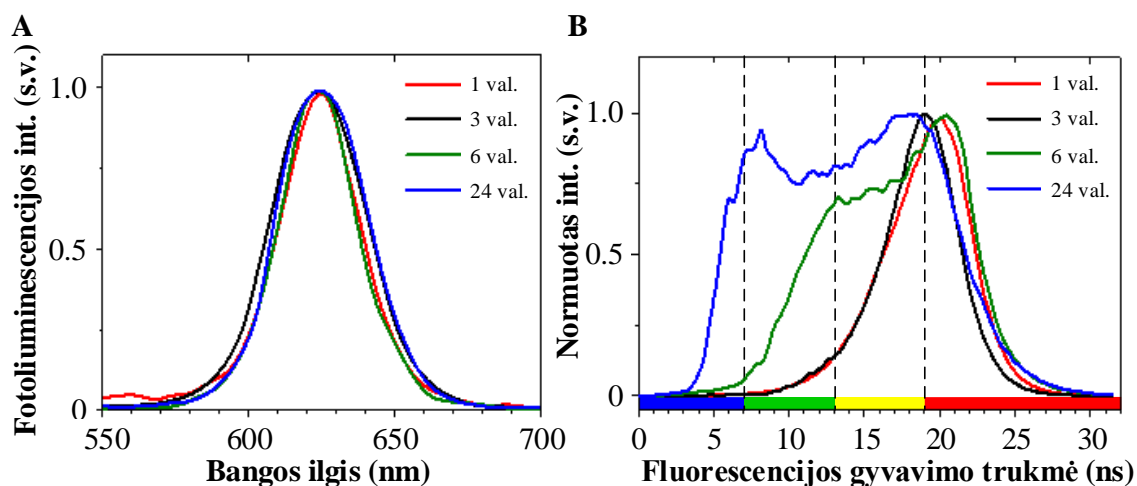 A
Fotoliuminescencijos int. (s.v.)
1.0
0.5
0
550
600
650
700
Bangos ilgis (nm)
1 val.
3 val.
6 val.
24 val.
B
Normuotas int. (s.v.)
1.0
0.5
0
0
5
10
15
20
25
30
Fluorescencijos gyvavimo trukmė (ns)
1 val.
3 val.
6 val.
24 val.